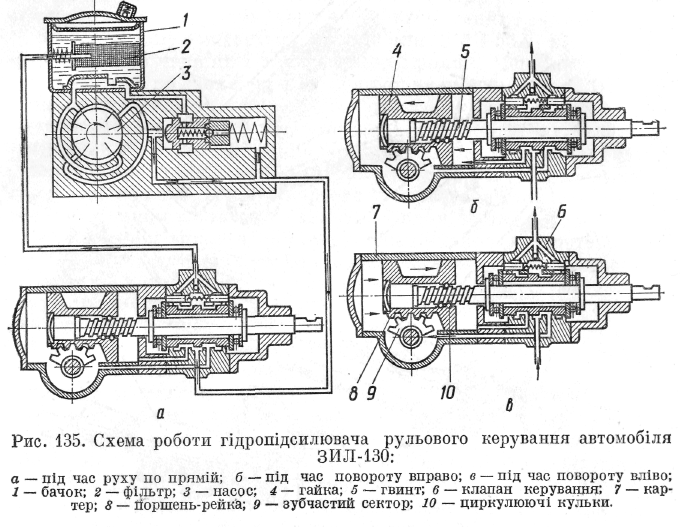 1
2
3
4
5
б
7
6
8
9
10
а
в
Рис. 135. Схема роботи гідропідсилювача рульового керування автомобіля
ЗИЛ-130:
а — під час руху по прямій; б — під час повороту вправо; в — під час повороту вліво;
1 — бачок; 2 — фільтр; 3 — насос; 4 — гайка; 5 — гвинт; 6 — клапан керування; 7 — кар-
тер; 8 — поршень-рейка; 9 — зубчастий сектор; 10 — циркулюючі кульки.